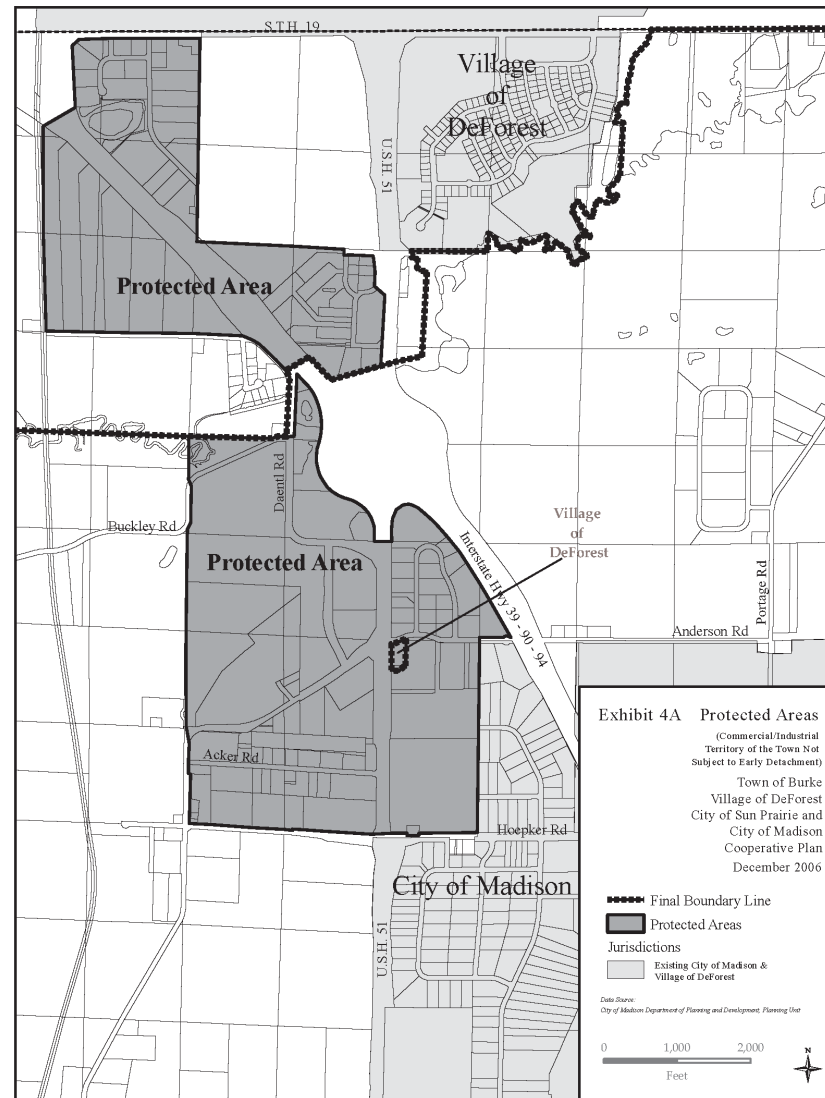 S.T.H. 19
Village
of
DeForest
U.S.H. 51
Protected Area
Daentl Rd
Buckley Rd
Protected Area
Village
of
DeForest
Interstate Hwy 39 - 90 - 94
Portage Rd
Anderson Rd
Acker Rd
Hoepker Rd
City of Madison
U.S.H. 51
Exhibit 4A Protected Areas
(Commercial/Industrial
Territory of the Town Not
Subject to Early Detachment)
Town of Burke
Village of DeForest
City of Sun Prairie and
City of Madison
Cooperative Plan
December 2006
Final Boundary Line
Protected Areas
Jurisdictions
Existing City of Madison &
Village of DeForest
Data Source:
City of Madison Department of Planning and Development, Planning Unit
0 1,000 2,000
Feet
N